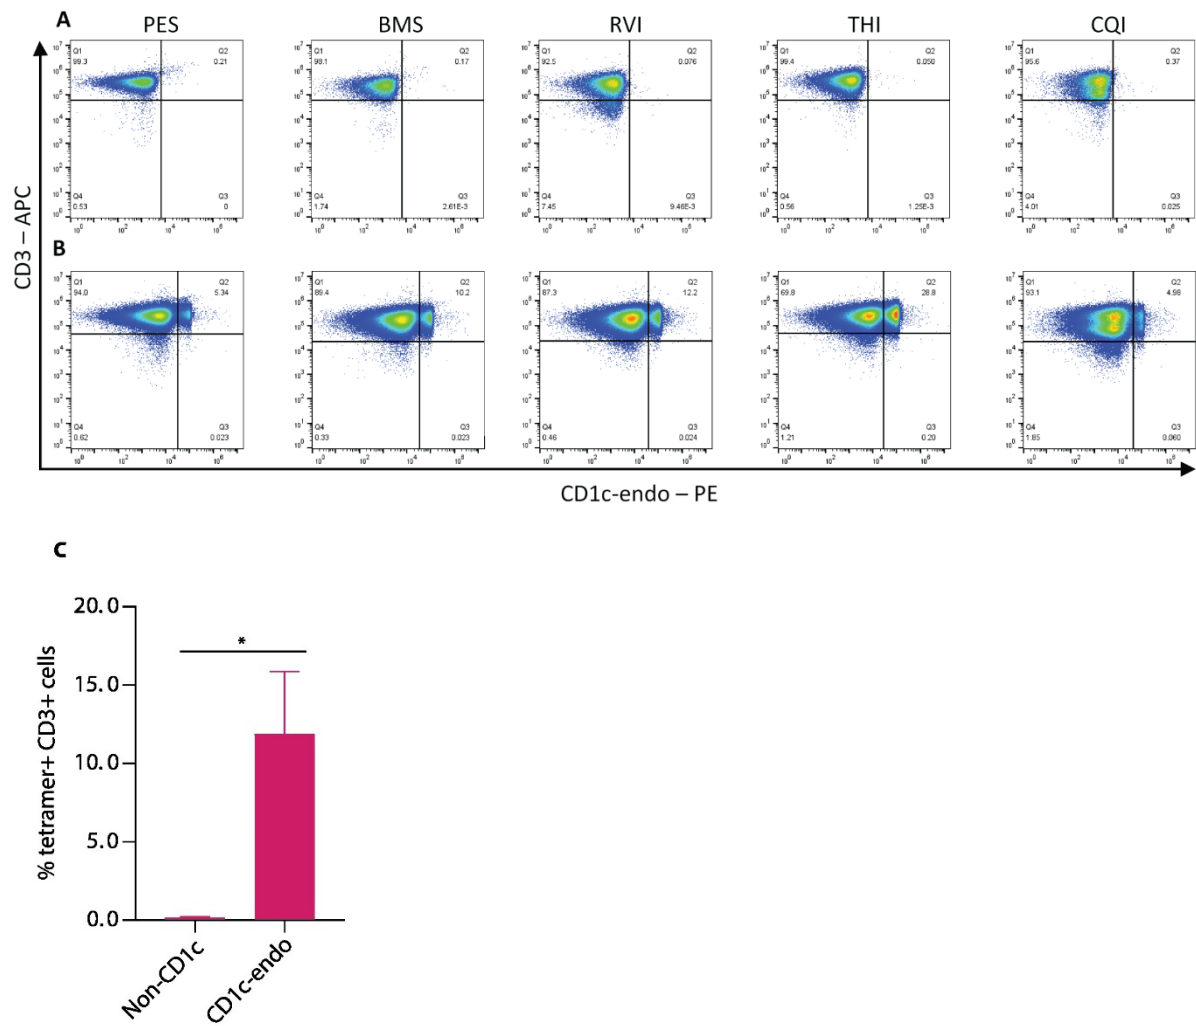 A
PES BMS RVI THI CQI
Q1 99.3 Q2 0.21 Q4 0.53 Q3 0
Q1 98.1 Q2 0.17 Q4 1.74 Q3 2.61E-3
Q1 92.5 Q2 0.076 Q4 7.45 Q3 9.46E-3
Q1 99.4 Q2 0.050 Q4 0.56 Q3 1.25E-3
Q1 95.6 Q2 0.37 Q4 4.01 Q3 0.025
B
Q1 94.0 Q2 5.34 Q4 0.62 Q3 0.023
Q1 89.4 Q2 10.2 Q4 0.33 Q3 0.023
Q1 87.3 Q2 12.2 Q4 0.46 Q3 0.024
Q1 69.8 Q2 28.8 Q4 1.21 Q3 0.20
Q1 93.1 Q2 4.98 Q4 1.85 Q3 0.060
CD3 – APC
CD1c-endo – PE
C
% tetramer+ CD3+ cells
20.0
15.0
10.0
5.0
0.0
*
Non-CD1c
CD1c-endo